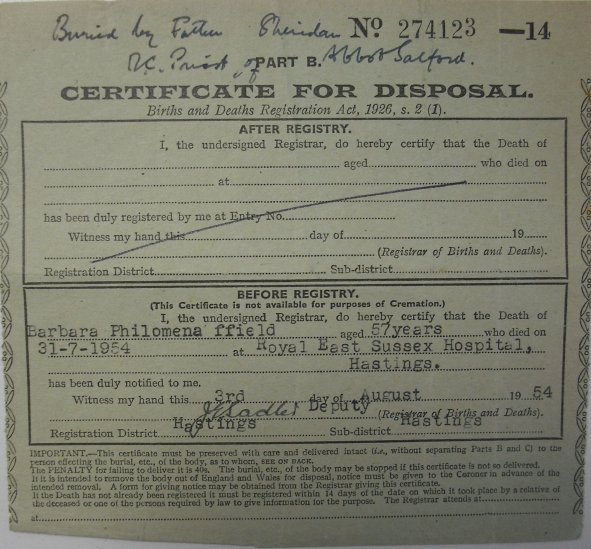 Buried by Father Sheridan Nº 274123 —14
R.C. Priest of PART B. Abbot Salford.
CERTIFICATE FOR DISPOSAL.
Births and Deaths Registration Act, 1926, s. 2 (1).
AFTER REGISTRY.
I, the undersigned Registrar, do hereby certify that the Death of
aged who died on
at
has been duly registered by me at Entry No.
Witness my hand this day of 19
(Registrar of Births and Deaths).
Registration District Sub-district
BEFORE REGISTRY.
(This Certificate is not available for purposes of Cremation.)
I, the undersigned Registrar, do hereby certify that the Death of
Barbara Philomena ffield aged 57years who died on
31-7-1954 at Royal East Sussex Hospital,
Hastings.
has been duly notified to me.
Witness my hand this 3rd day of August 1954
Deputy (Registrar of Births and Deaths).
Registration District Hastings Sub-district Hastings
IMPORTANT.—This certificate must be preserved with care and delivered intact (i.e., without separating Parts B and C) to the
person effecting the burial, etc., of the body, as to whom, SEE ON BACK.
The PENALTY for failing to deliver it is 40s. The burial, etc., of the body may be stopped if this certificate is not so delivered.
If it is intended to remove the body out of England and Wales for disposal, notice must be given to the Coroner in advance of the
intended removal. A form for giving notice may be obtained from the Registrar giving this certificate.
If the Death has not already been registered it must be registered within 14 days of the date on which it took place by a relative of
the deceased or one of the persons required by law to give information for the purpose. The Registrar attends at
at